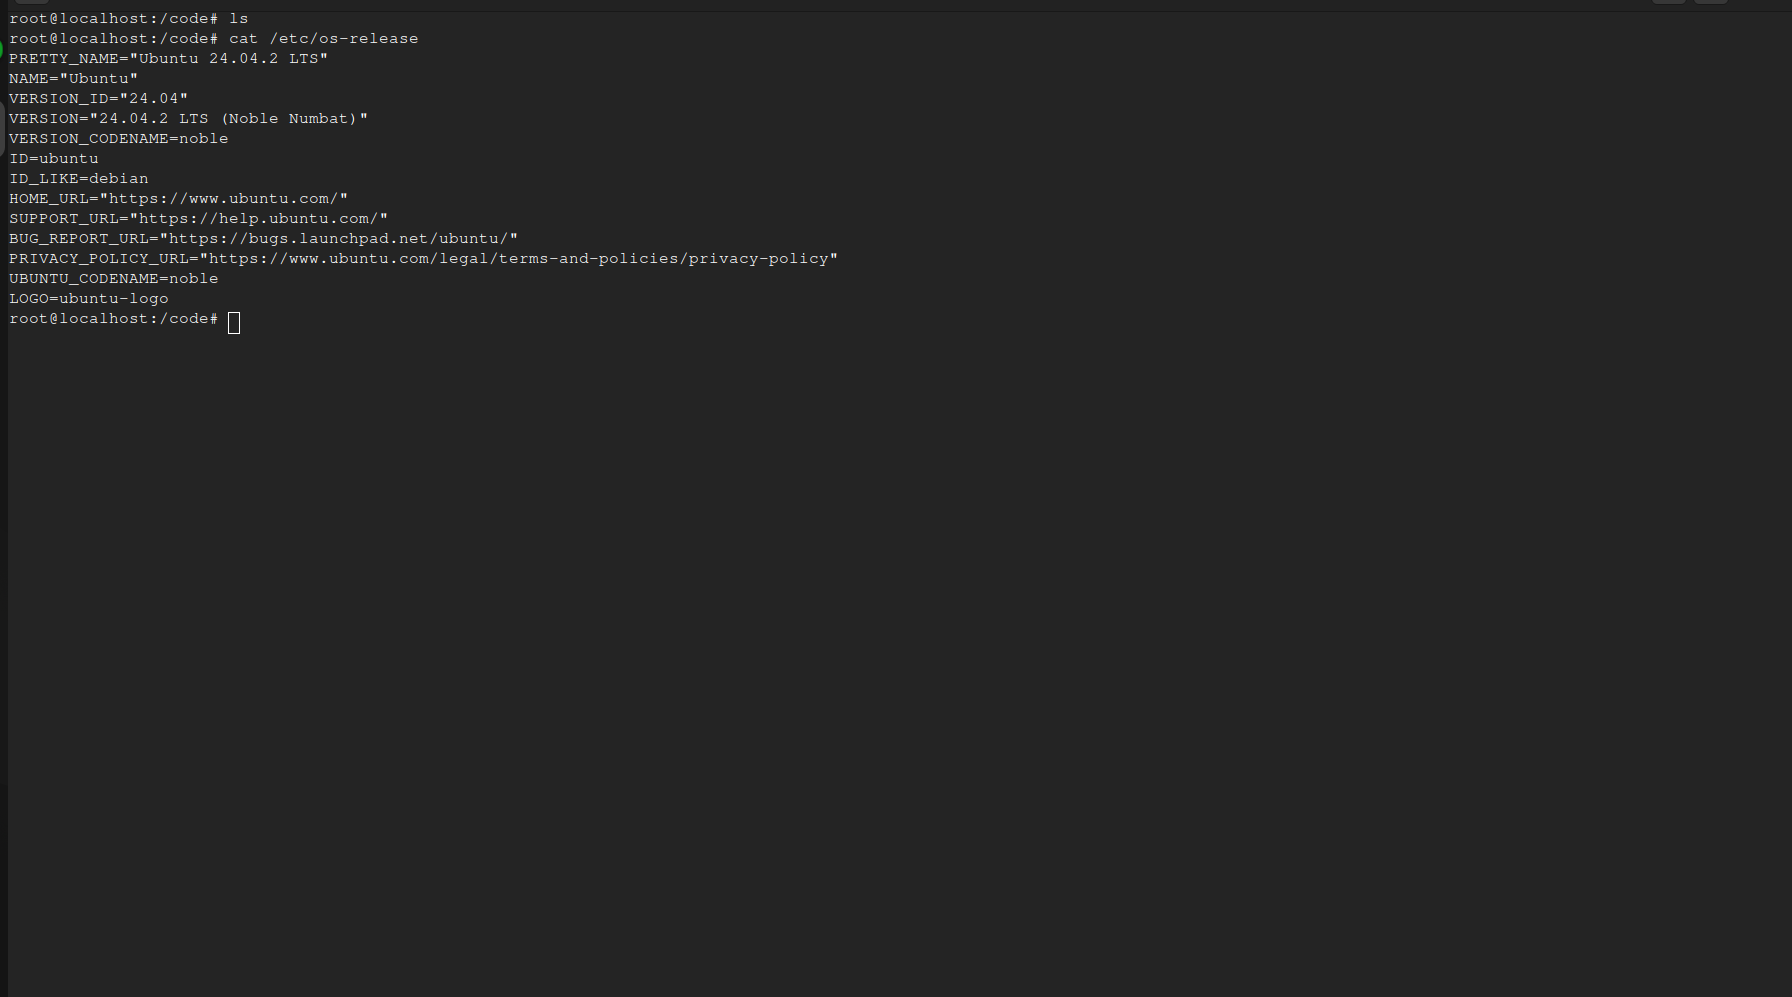 root@localhost:/code# ls
root@localhost:/code# cat /etc/os-release
PRETTY_NAME="Ubuntu 24.04.2 LTS"
NAME="Ubuntu"
VERSION_ID="24.04"
VERSION="24.04.2 LTS (Noble Numbat)"
VERSION_CODENAME=noble
ID=ubuntu
ID_LIKE=debian
HOME_URL="https://www.ubuntu.com/"
SUPPORT_URL="https://help.ubuntu.com/"
BUG_REPORT_URL="https://bugs.launchpad.net/ubuntu/"
PRIVACY_POLICY_URL="https://www.ubuntu.com/legal/terms-and-policies/privacy-policy"
UBUNTU_CODENAME=noble
LOGO=ubuntu-logo
root@localhost:/code#